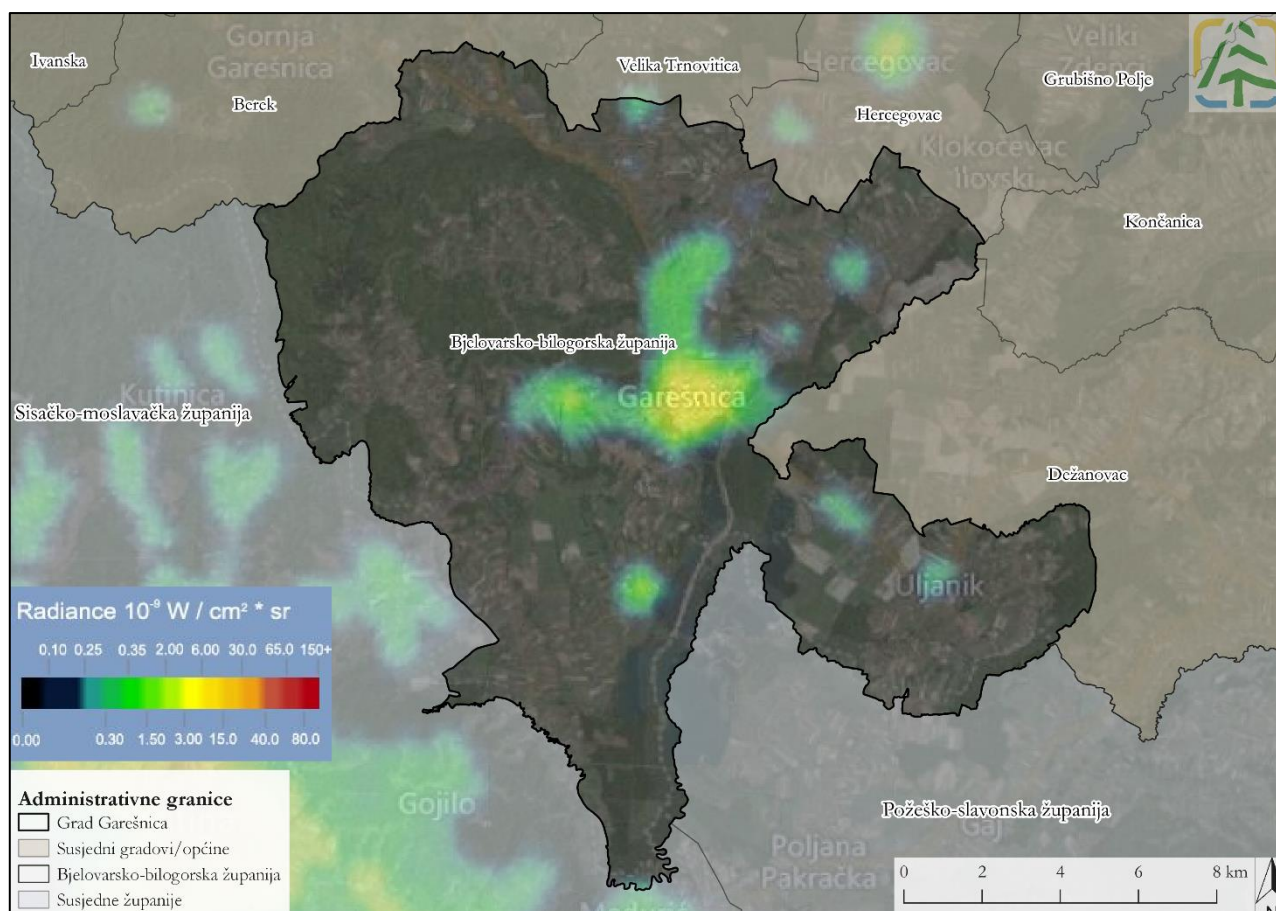 Ivanska
Gornja
Garešnica
Berek
Velika Trnovitica
Hercegovac
Hercegovac
Veliki
Zdenci
Grubišno Polje
Klokočevac
Ilovski
Končanica
Bjelovarsko-bilogorska županija
Garešnica
Kutinica
Sisačko-moslavačka županija
Dežanovac
Uljanik
Radiance 10⁻⁹ W / cm² * sr
0.10 0.25 0.35 2.00 6.00 30.0 65.0 150+
0.00 0.30 1.50 3.00 15.0 40.0 80.0
Gojilo
Požeško-slavonska županija
Gaj
Poljana
Pakračka
Administrativne granice
Grad Garešnica
Susjedni gradovi/općine
Bjelovarsko-bilogorska županija
Susjedne županije
0 2 4 6 8 km
N